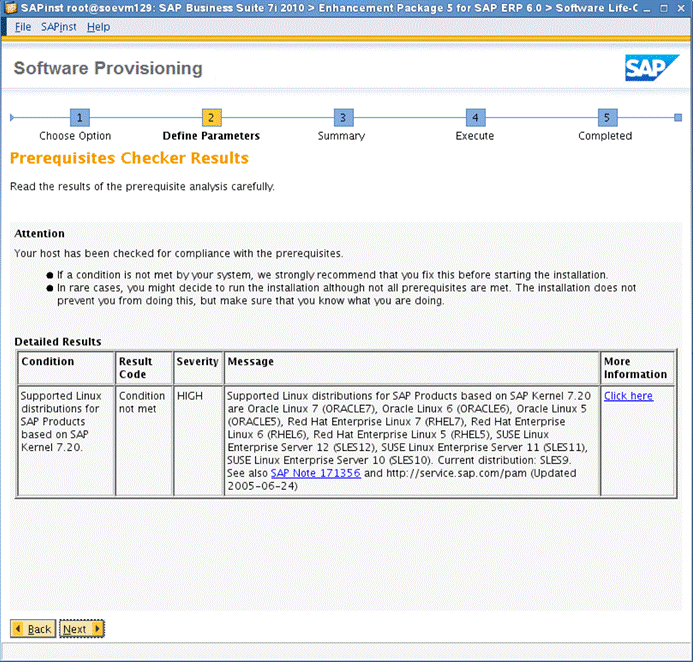 SAPinst root@soevm129: SAP Business Suite 7i 2010 > Enhancement Package 5 for SAP ERP 6.0 > Software Life-C
File SAPinst Help
Software Provisioning
SAP
1 2 3 4 5
Choose Option Define Parameters Summary Execute Completed
Prerequisites Checker Results
Read the results of the prerequisite analysis carefully.
Attention
Your host has been checked for compliance with the prerequisites.
If a condition is not met by your system, we strongly recommend that you fix this before starting the installation.
In rare cases, you might decide to run the installation although not all prerequisites are met. The installation does not
prevent you from doing this, but make sure that you know what you are doing.
Detailed Results
Condition
Result
Code
Severity
Message
More
Information
Supported Linux
distributions for
SAP Products
based on SAP
Kernel 7.20.
Condition
not met
HIGH
Supported Linux distributions for SAP Products based on SAP Kernel 7.20
are Oracle Linux 7 (ORACLE7), Oracle Linux 6 (ORACLE6), Oracle Linux 5
(ORACLE5), Red Hat Enterprise Linux 7 (RHEL7), Red Hat Enterprise
Linux 6 (RHEL6), Red Hat Enterprise Linux 5 (RHEL5), SUSE Linux
Enterprise Server 12 (SLES12), SUSE Linux Enterprise Server 11 (SLES11),
SUSE Linux Enterprise Server 10 (SLES10). Current distribution: SLES9.
See also SAP Note 171356 and http://service.sap.com/pam (Updated
2005-06-24)
Click here
Back Next